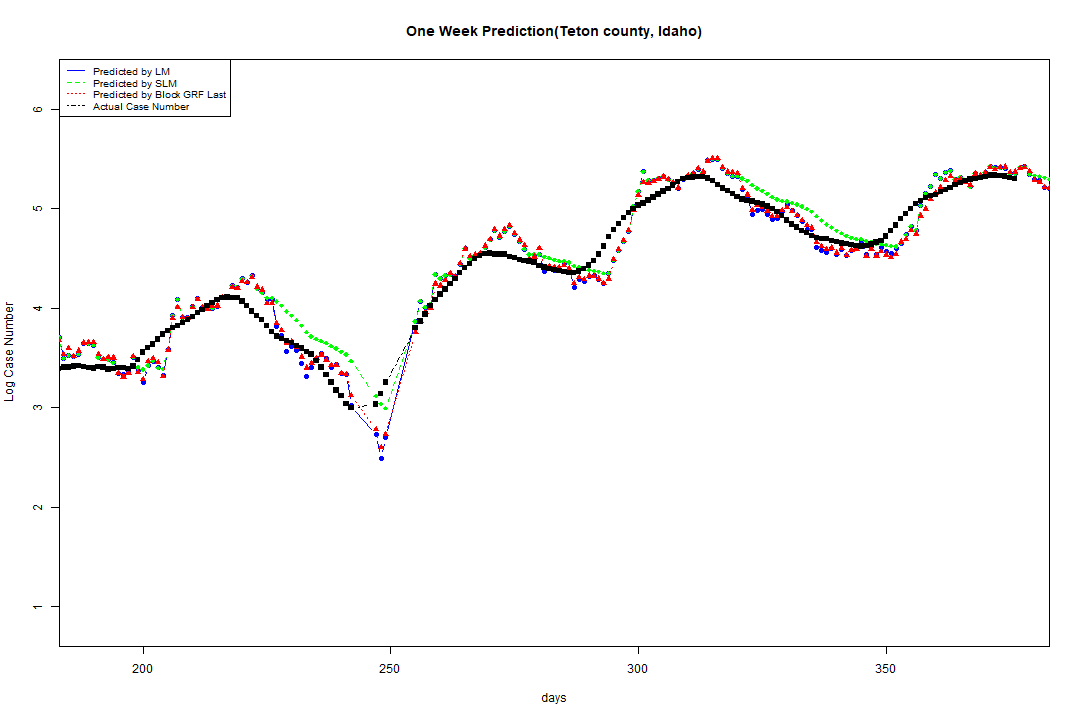 One Week Prediction(Teton county, Idaho)
Predicted by LM
Predicted by SLM
Predicted by Block GRF Last
Actual Case Number
Log Case Number
6
5
4
3
2
1
200
250
300
350
days